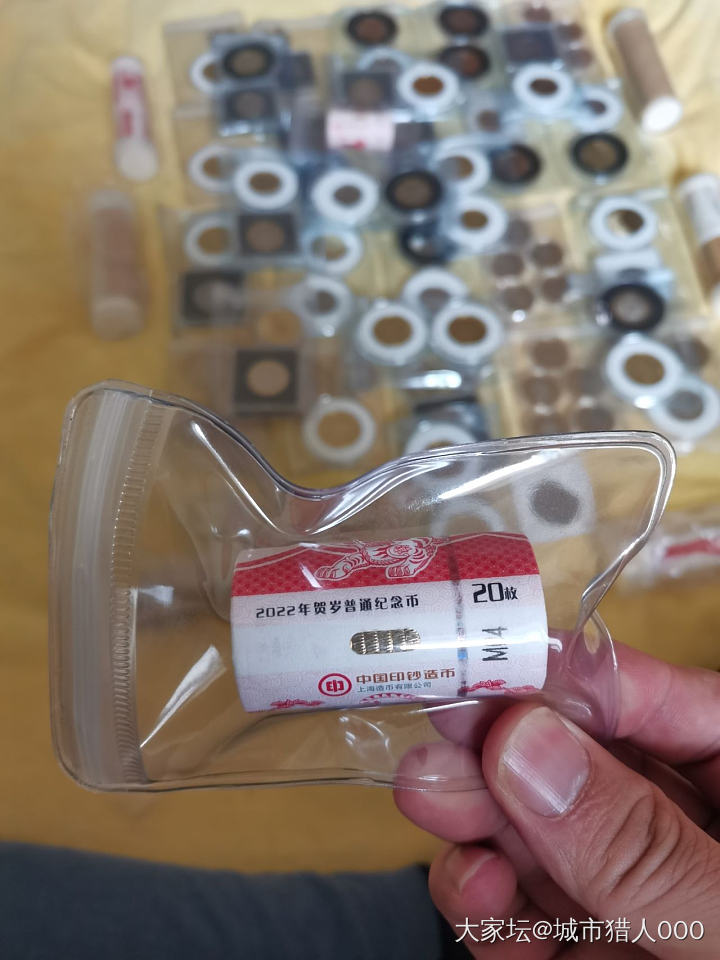 2022年贺岁普通纪念币
20枚
M14
中国印钞造币
上海造币有限公司
大家坛@城市猎人000